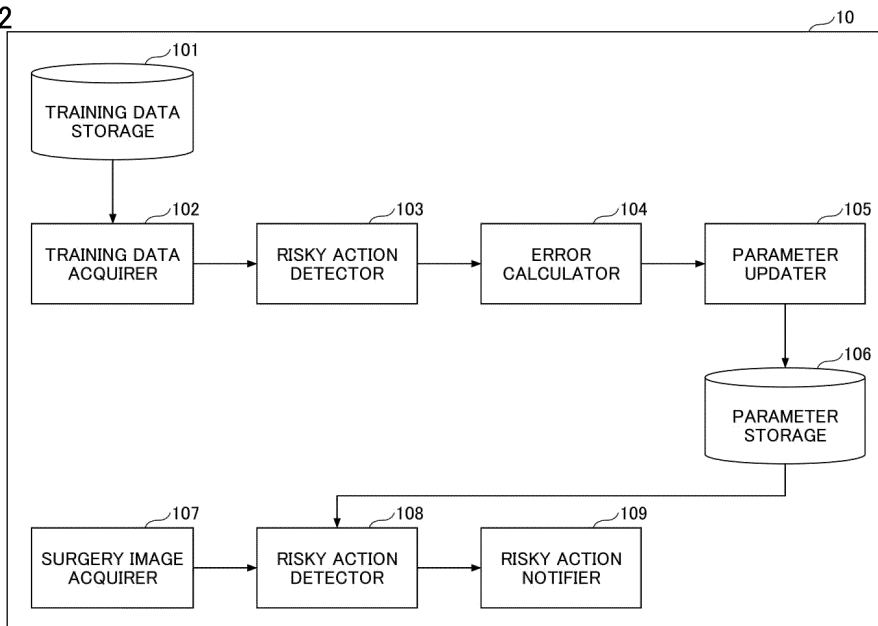 2
10
101
TRAINING DATA
STORAGE
102
TRAINING DATA
ACQUIRER
103
RISKY ACTION
DETECTOR
104
ERROR
CALCULATOR
105
PARAMETER
UPDATER
106
PARAMETER
STORAGE
107
SURGERY IMAGE
ACQUIRER
108
RISKY ACTION
DETECTOR
109
RISKY ACTION
NOTIFIER